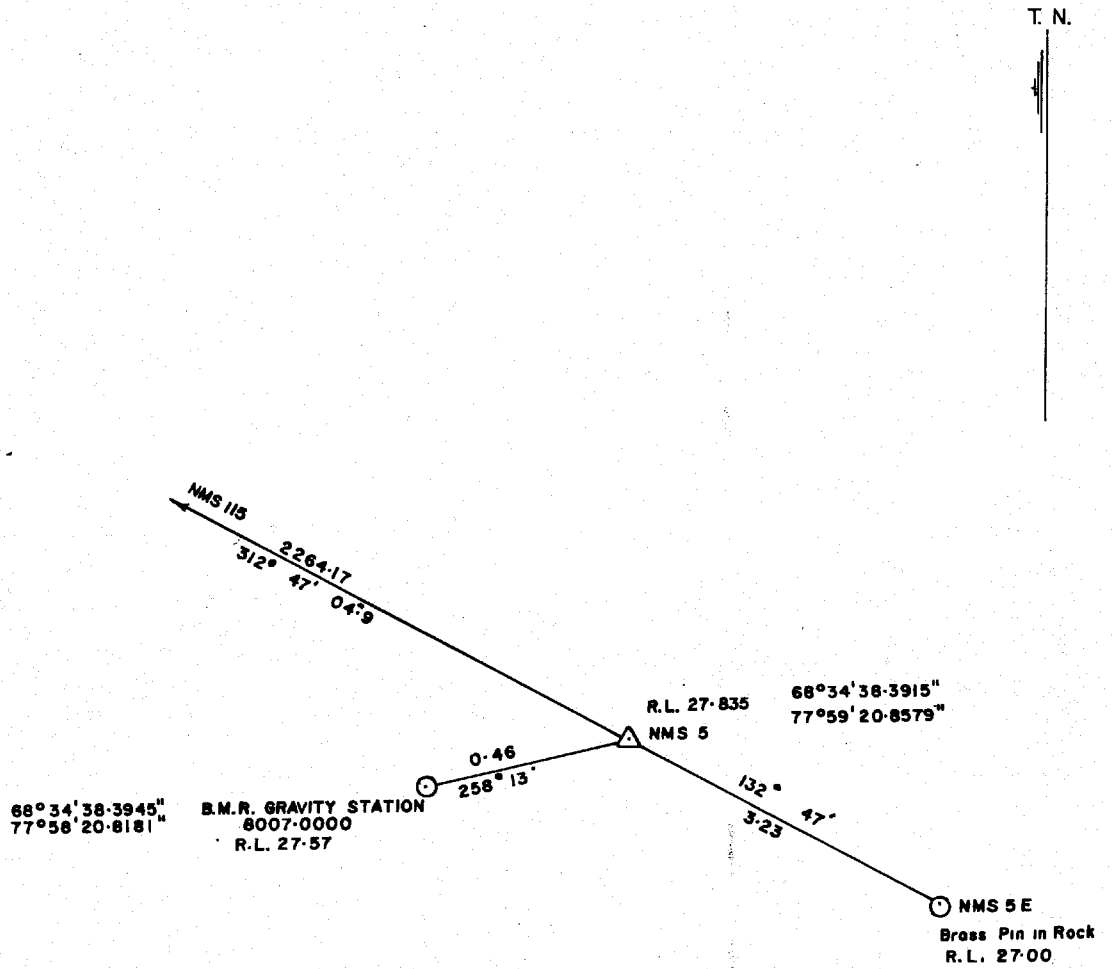 T. N.
NMS 115
2264·17
312° 47' 04"·9
R.L. 27·835
68°34'38·3915"
77°59'20·8579"
NMS 5
0·46
258° 13'
68°34'38·3945"
77°58'20·8181"
B.M.R. GRAVITY STATION
8007·0000
R.L. 27·57
132° 47'
3·23
NMS 5 E
Brass Pin in Rock
R.L. 27·00